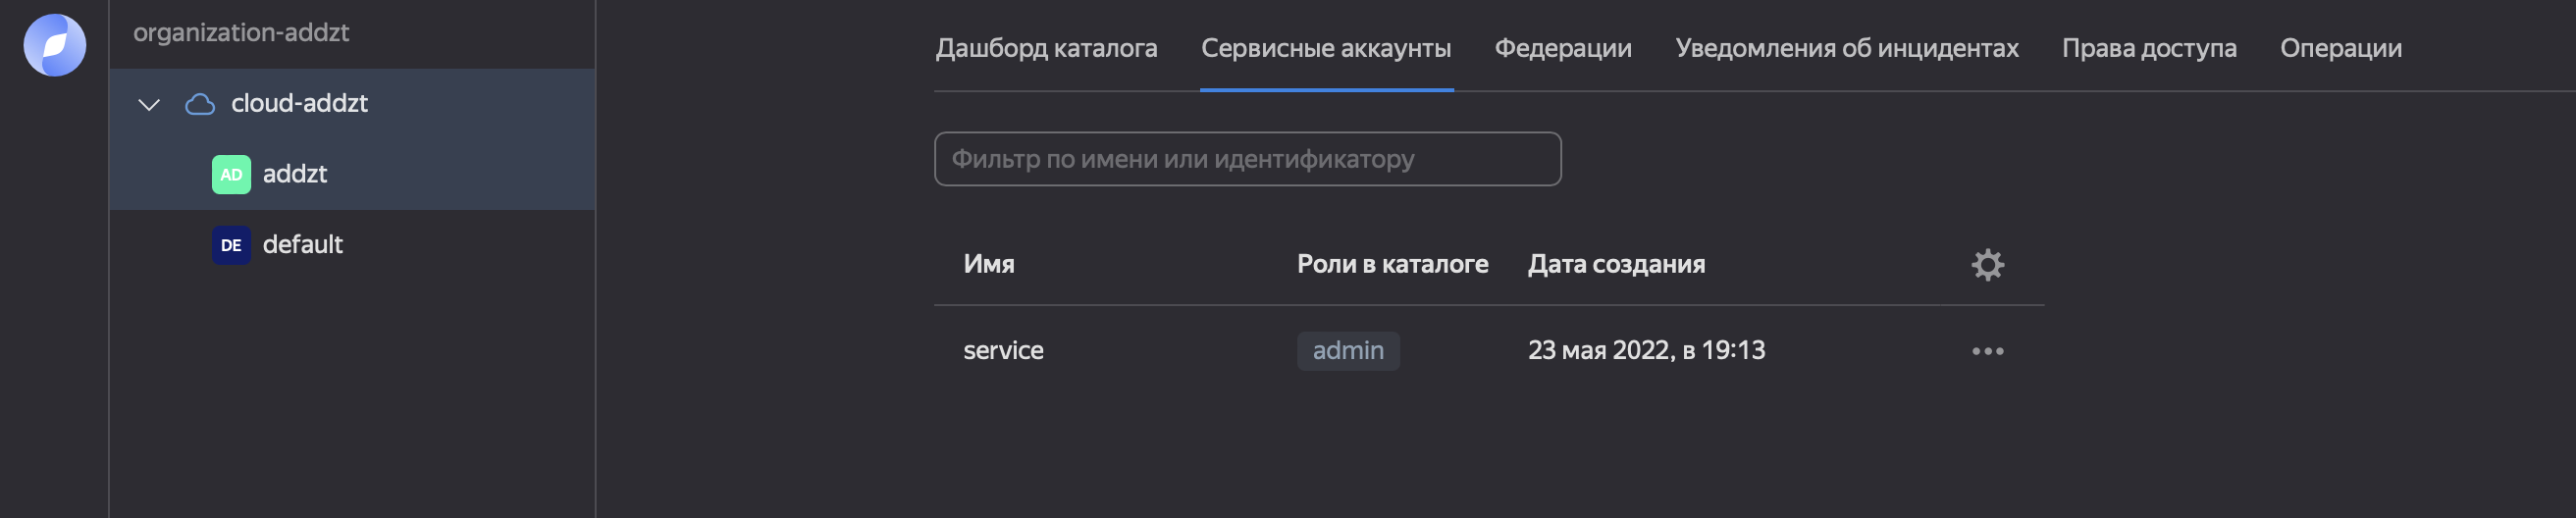 organization-addzt
cloud-addzt
AD addzt
DE default
Дашборд каталога Сервисные аккаунты Федерации Уведомления об инцидентах Права доступа Операции
Фильтр по имени или идентификатору
Имя Роли в каталоге Дата создания
service admin 23 мая 2022, в 19:13